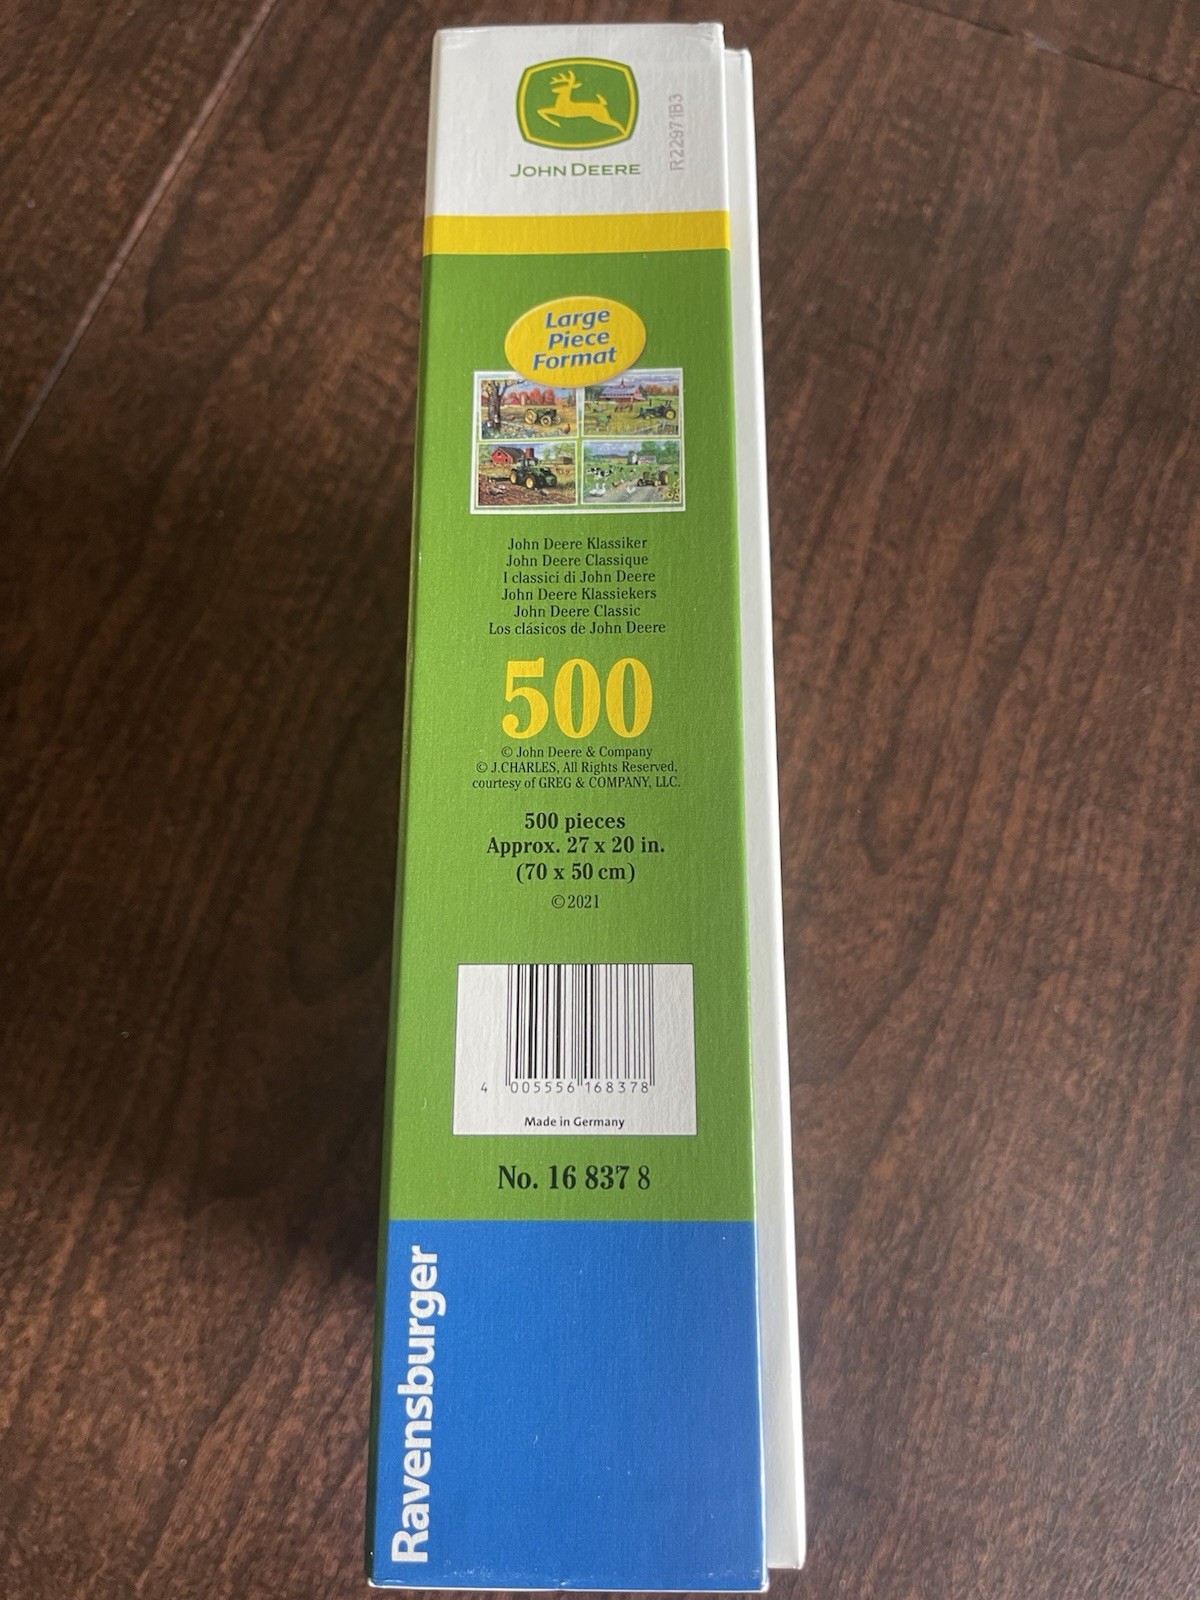 JOHN DEERE
R22971B3
Large
Piece
Format
John Deere Klassiker
John Deere Classique
I classici di John Deere
John Deere Klassiekers
John Deere Classic
Los clásicos de John Deere
500
© John Deere & Company
© J.CHARLES, All Rights Reserved,
courtesy of GREG & COMPANY, LLC.
500 pieces
Approx. 27 x 20 in.
(70 x 50 cm)
© 2021
4 005556 168378
Made in Germany
No. 16 837 8
Ravensburger